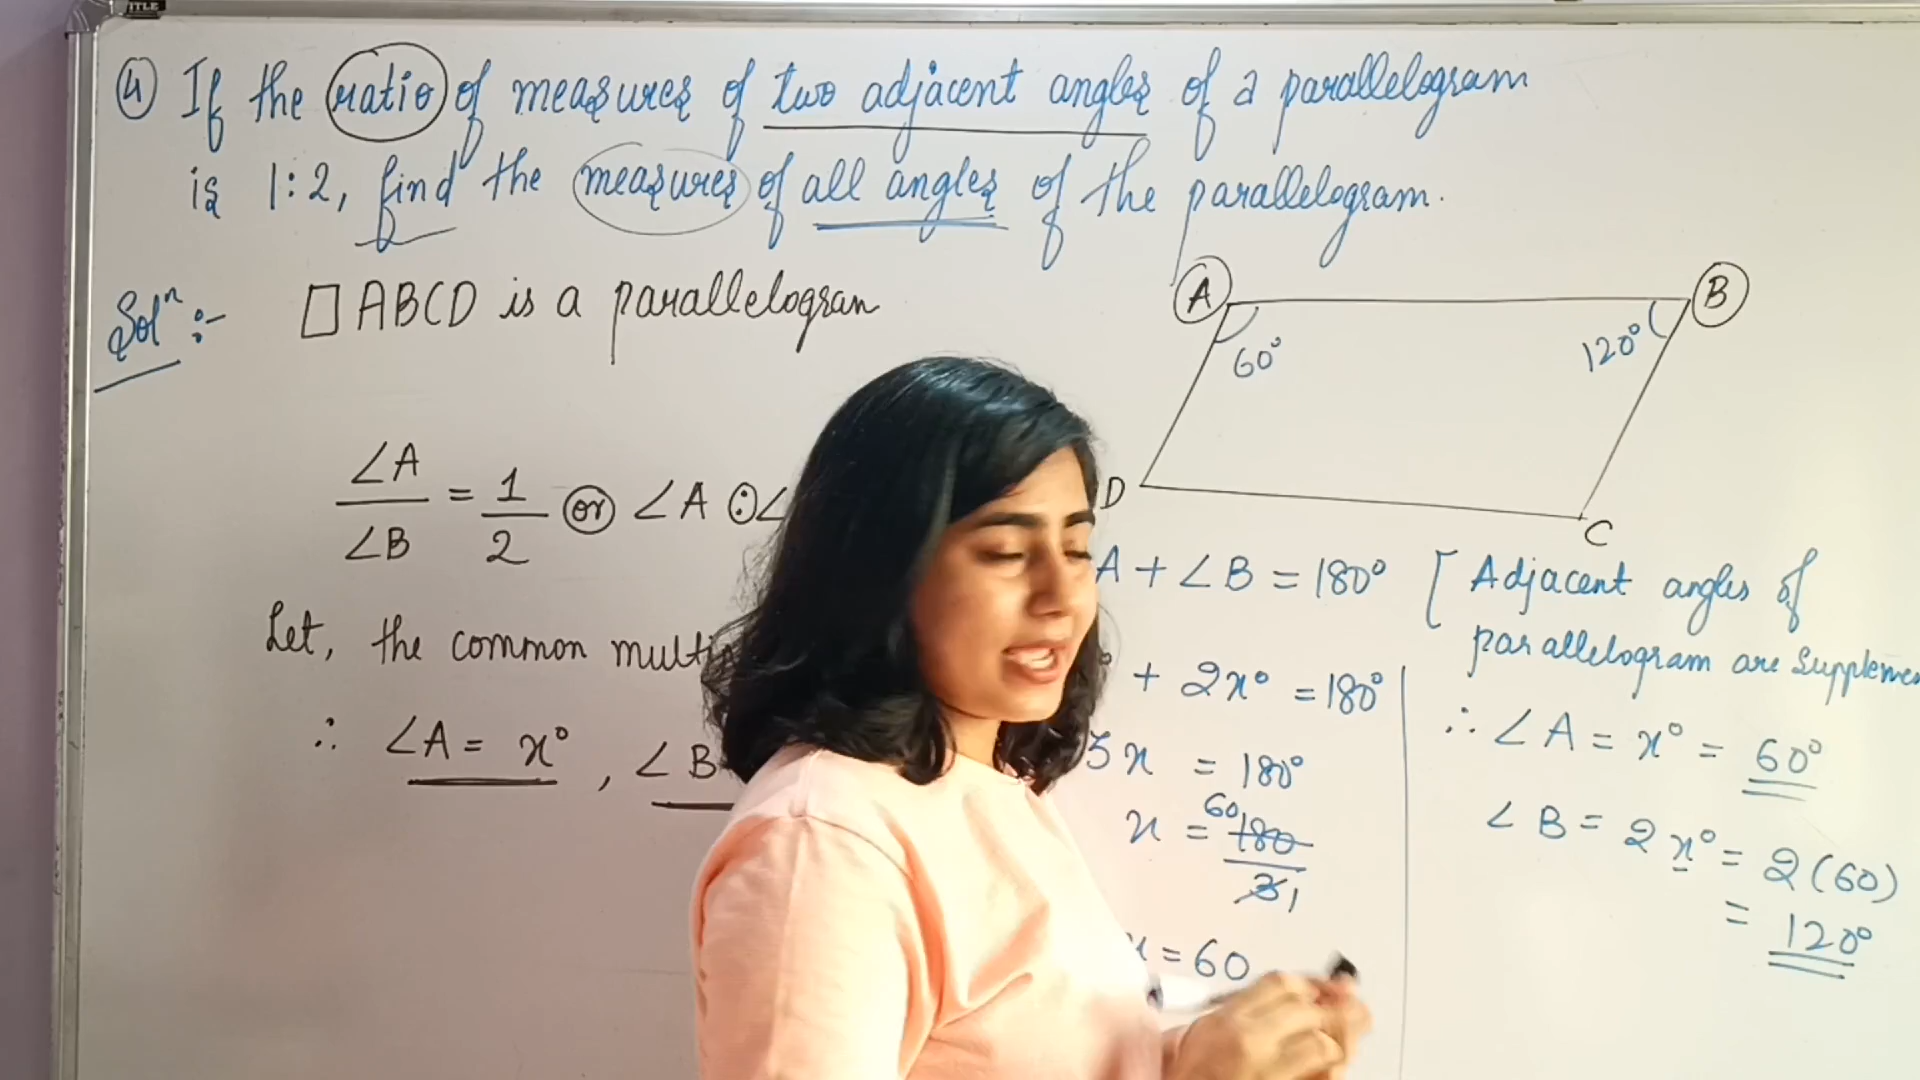 ④ If the ratio of measures of two adjacent angles of a parallelogram
is 1:2, find the measures of all angles of the parallelogram.
Solⁿ :- □ ABCD is a parallelogram
∠A/∠B = 1/2 or ∠A : ∠
Let, the common
∴ ∠A = x° , ∠B
A B
60° 120°
D C
A + ∠B = 180° [ Adjacent angles of
parallelogram are
° + 2x° = 180°
3x = 180°
x = 180/3 60 1
x = 60
∴ ∠A = x° = 60°
∠B = 2x° = 2(60)
= 120°